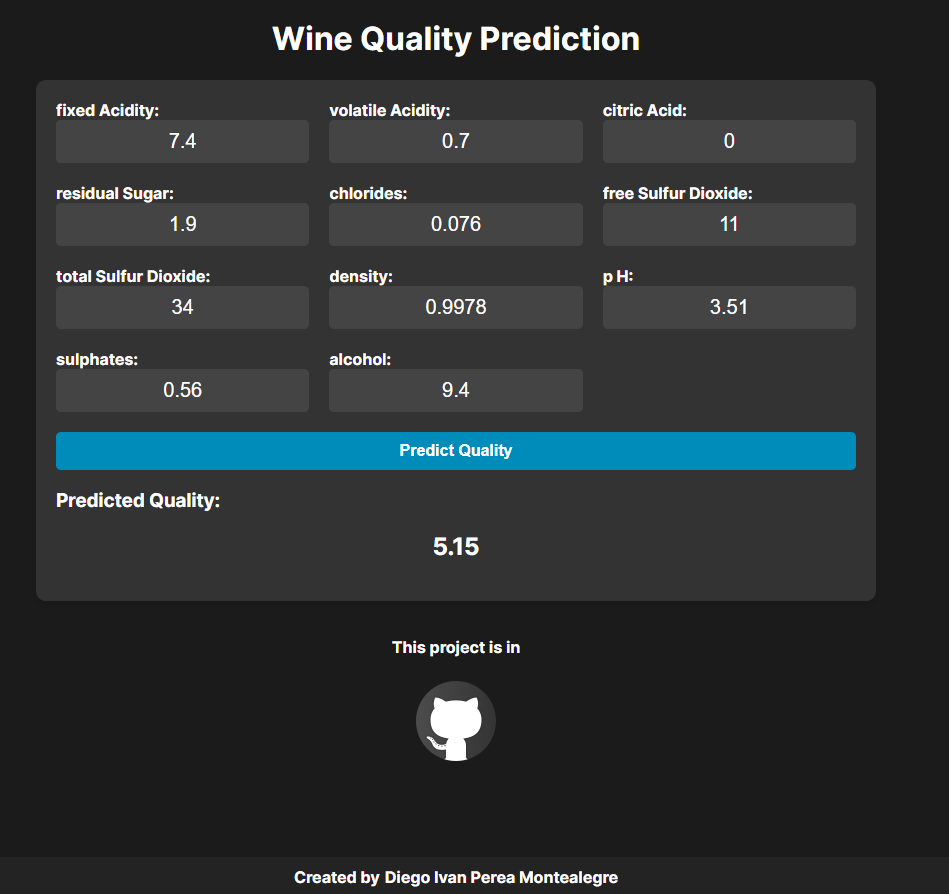 Wine Quality Prediction
fixed Acidity: volatile Acidity: citric Acid:
7.4 0.7 0
residual Sugar: chlorides: free Sulfur Dioxide:
1.9 0.076 11
total Sulfur Dioxide: density: p H:
34 0.9978 3.51
sulphates: alcohol:
0.56 9.4
Predict Quality
Predicted Quality:
5.15
This project is in
Created by Diego Ivan Perea Montealegre